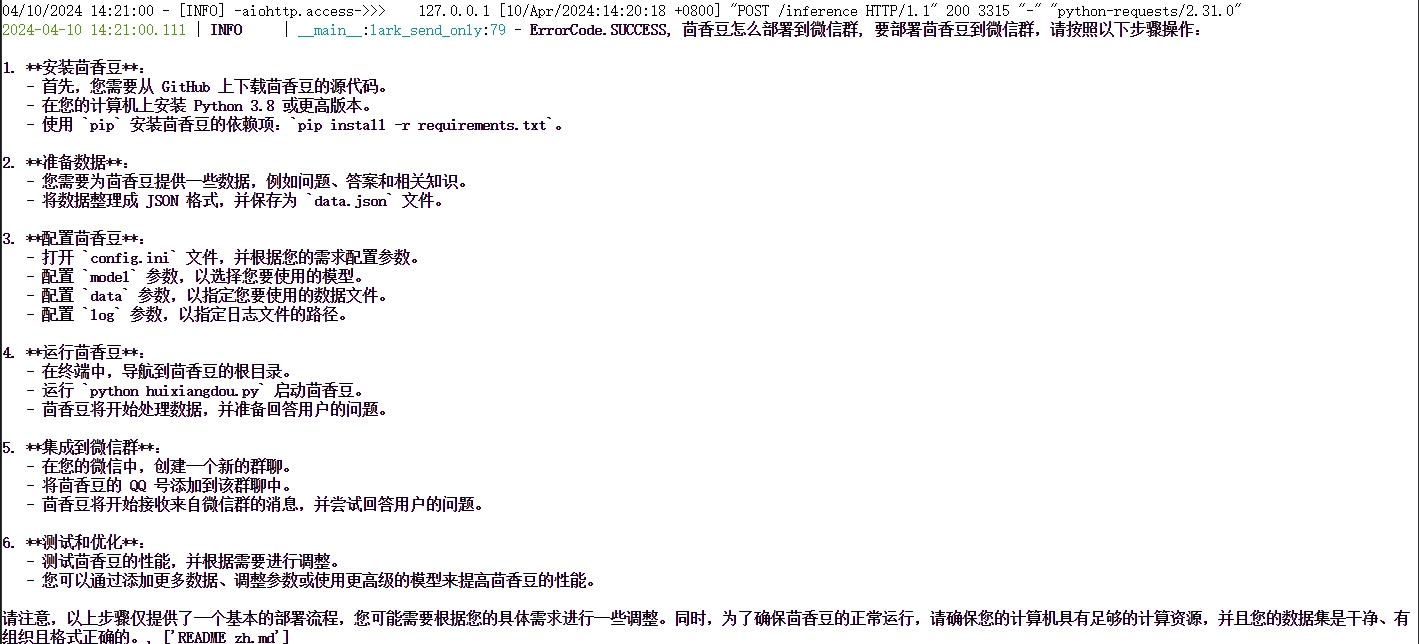 04/10/2024 14:21:00 - [INFO] -aiohttp.access->>>    127.0.0.1 [10/Apr/2024:14:20:18 +0800] "POST /inference HTTP/1.1" 200 3315 "-" "python-requests/2.31.0"
2024-04-10 14:21:00.111 | INFO     | __main__:lark_send_only:79 - ErrorCode.SUCCESS, 茴香豆怎么部署到微信群, 要部署茴香豆到微信群，请按照以下步骤操作：
1. **安装茴香豆**：
- 首先，您需要从 GitHub 上下载茴香豆的源代码。
- 在您的计算机上安装 Python 3.8 或更高版本。
- 使用 `pip` 安装茴香豆的依赖项：`pip install -r requirements.txt`。
2. **准备数据**：
- 您需要为茴香豆提供一些数据，例如问题、答案和相关知识。
- 将数据整理成 JSON 格式，并保存为 `data.json` 文件。
3. **配置茴香豆**：
- 打开 `config.ini` 文件，并根据您的需求配置参数。
- 配置 `model` 参数，以选择您要使用的模型。
- 配置 `data` 参数，以指定您要使用的数据文件。
- 配置 `log` 参数，以指定日志文件的路径。
4. **运行茴香豆**：
- 在终端中，导航到茴香豆的根目录。
- 运行 `python huixiangdou.py` 启动茴香豆。
- 茴香豆将开始处理数据，并准备回答用户的问题。
5. **集成到微信群**：
- 在您的微信中，创建一个新的群聊。
- 将茴香豆的 QQ 号添加到该群聊中。
- 茴香豆将开始接收来自微信群的消息，并尝试回答用户的问题。
6. **测试和优化**：
- 测试茴香豆的性能，并根据需要进行调整。
- 您可以通过添加更多数据、调整参数或使用更高级的模型来提高茴香豆的性能。
请注意，以上步骤仅提供了一个基本的部署流程，您可能需要根据您的具体需求进行一些调整。同时，为了确保茴香豆的正常运行，请确保您的计算机具有足够的计算资源，并且您的数据集是干净、有
组织且格式正确的。, ['README_zh.md']